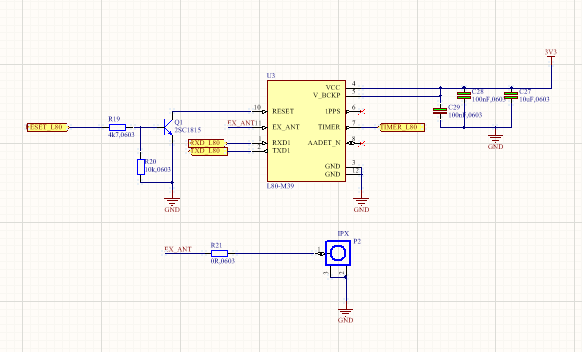 3V3
U3
VCC 4
V_BCKP 5
C28
100nF,0603
C27
10uF,0603
C29
100nF,0603
GND
10 RESET
1PPS 6
R19
4k7,0603
RESET_L80
Q1
2SC1815
EX_ANT 11 EX_ANT
TIMER 7 TIMER_L80
RXD_L80 RXD1
AADET_N 8
TXD_L80 TXD1
R20
10k,0603
GND 3
GND 12
L80-M39
GND
GND
IPX
P2
EX_ANT
R21
0R,0603
1
3 2
GND